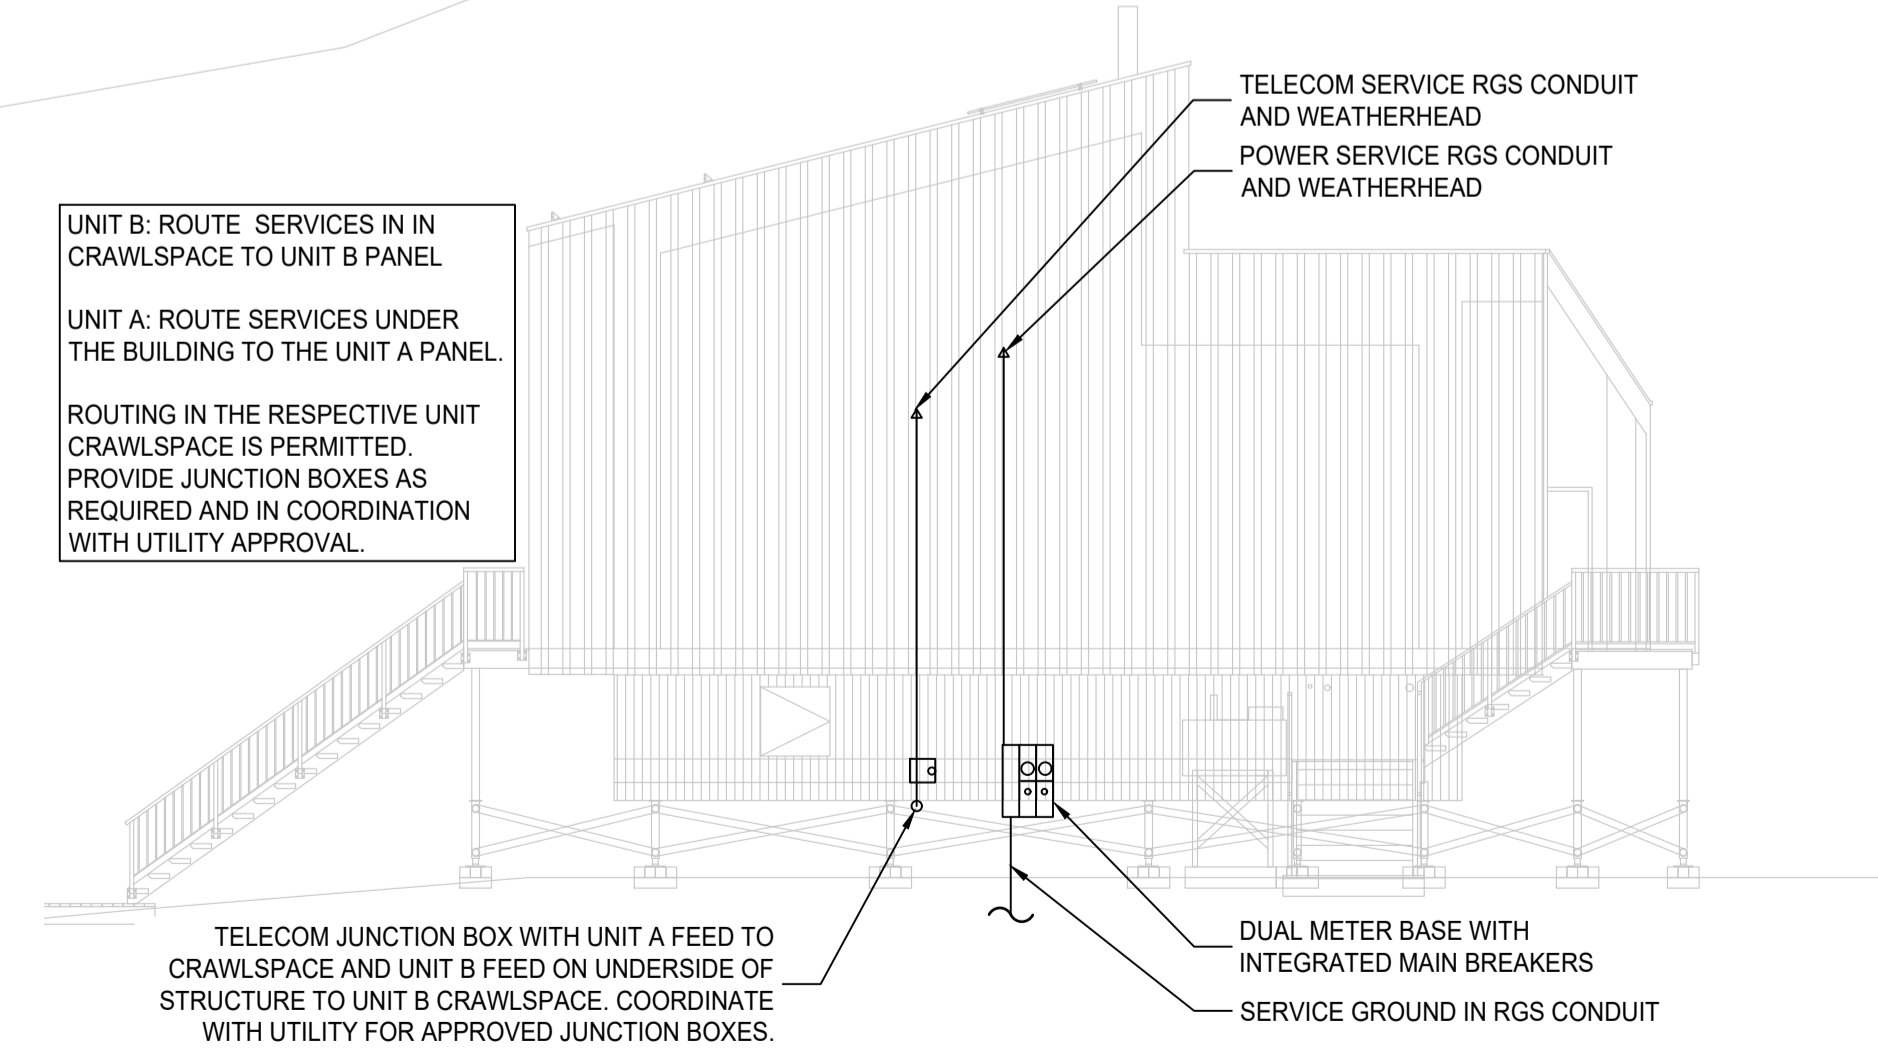 TELECOM SERVICE RGS CONDUIT
AND WEATHERHEAD
POWER SERVICE RGS CONDUIT
AND WEATHERHEAD
UNIT B: ROUTE SERVICES IN IN
CRAWLSPACE TO UNIT B PANEL
UNIT A: ROUTE SERVICES UNDER
THE BUILDING TO THE UNIT A PANEL.
ROUTING IN THE RESPECTIVE UNIT
CRAWLSPACE IS PERMITTED.
PROVIDE JUNCTION BOXES AS
REQUIRED AND IN COORDINATION
WITH UTILITY APPROVAL.
TELECOM JUNCTION BOX WITH UNIT A FEED TO
CRAWLSPACE AND UNIT B FEED ON UNDERSIDE OF
STRUCTURE TO UNIT B CRAWLSPACE. COORDINATE
WITH UTILITY FOR APPROVED JUNCTION BOXES.
DUAL METER BASE WITH
INTEGRATED MAIN BREAKERS
SERVICE GROUND IN RGS CONDUIT